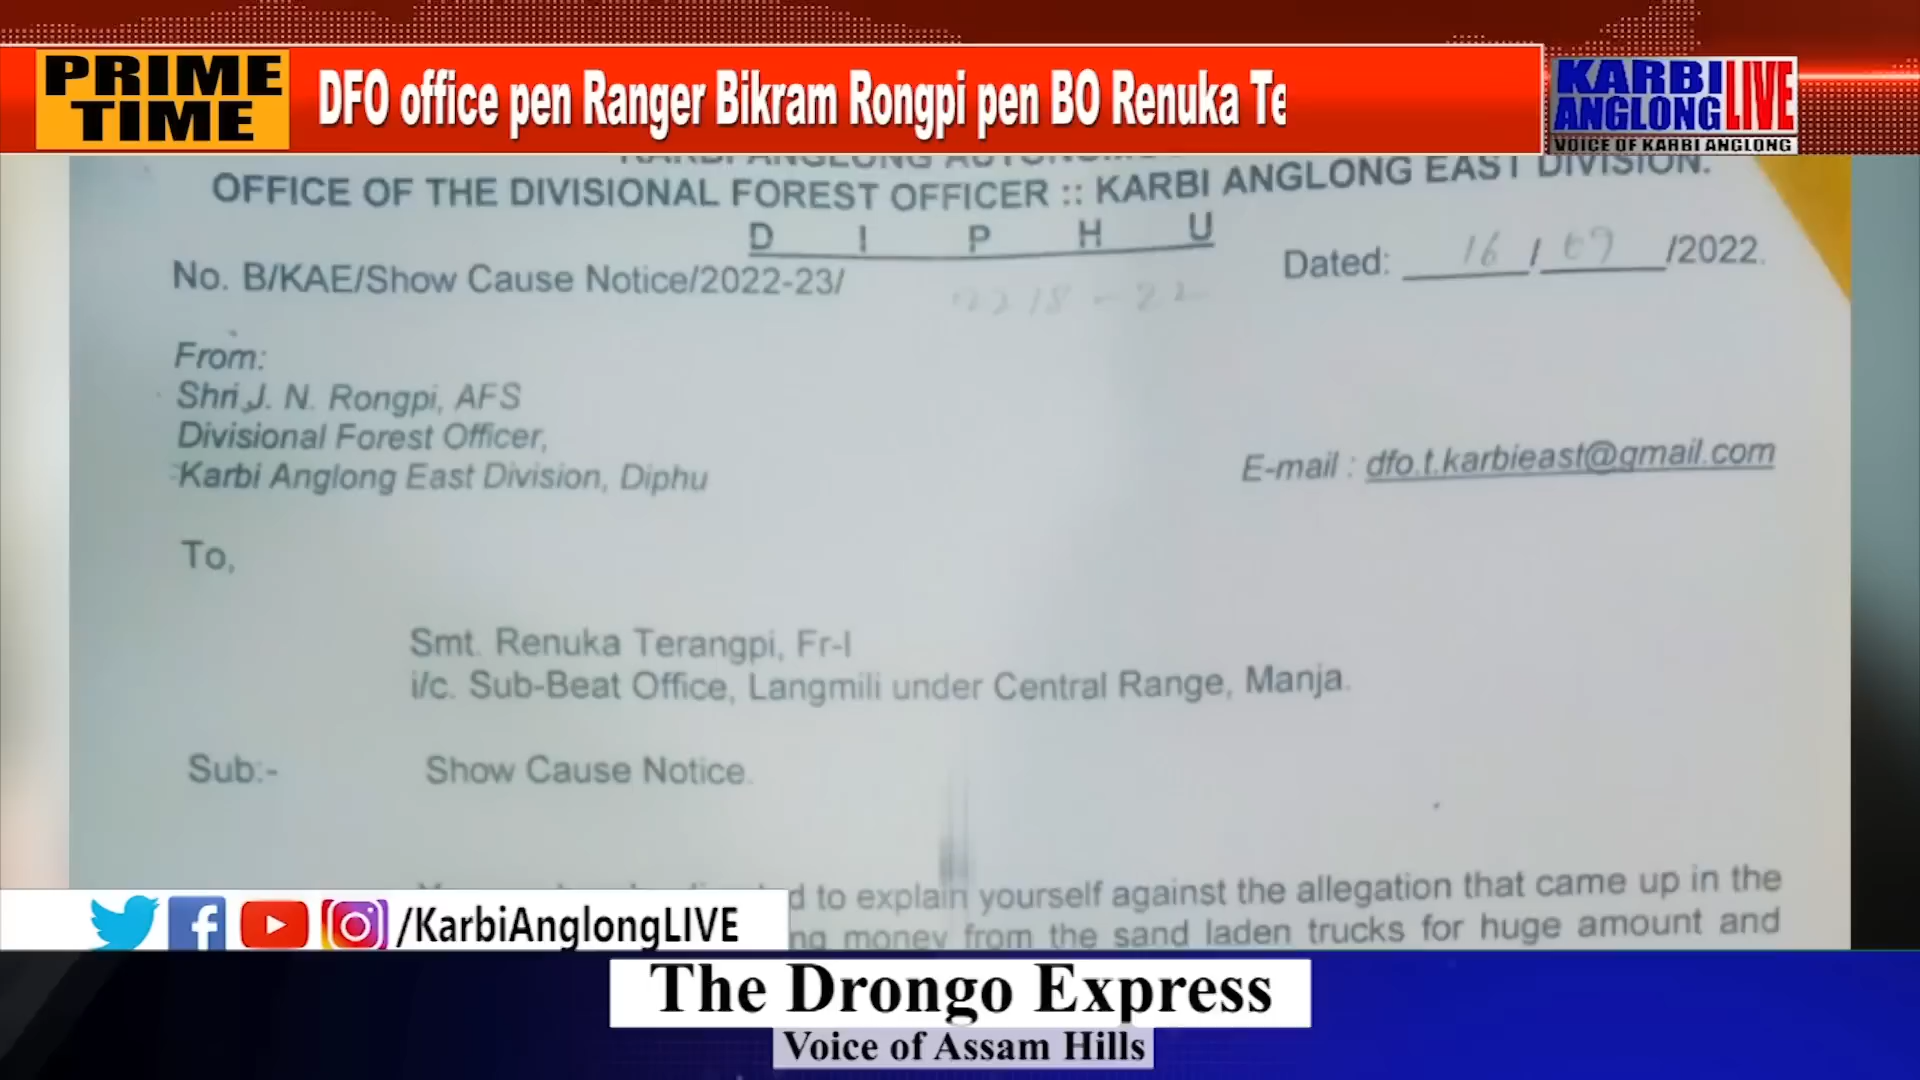 PRIME
TIME
DFO office pen Ranger Bikram Rongpi pen BO Renuka Te
KARBI
ANGLONG
LIVE
VOICE OF KARBI ANGLONG
KARBI ANGLONG
OFFICE OF THE DIVISIONAL FOREST OFFICER :: KARBI ANGLONG EAST DIVISION.
D I P H U
No. B/KAE/Show Cause Notice/2022-23/
Dated: 16/09/2022.
From:
Shri J. N. Rongpi, AFS
Divisional Forest Officer,
Karbi Anglong East Division, Diphu
E-mail : dfo.t.karbieast@gmail.com
To,
Smt. Renuka Terangpi, Fr-I
i/c. Sub-Beat Office, Langmili under Central Range, Manja.
Sub:- Show Cause Notice.
d to explain yourself against the allegation that came up in the
ng money from the sand laden trucks for huge amount and
/KarbiAnglongLIVE
The Drongo Express
Voice of Assam Hills